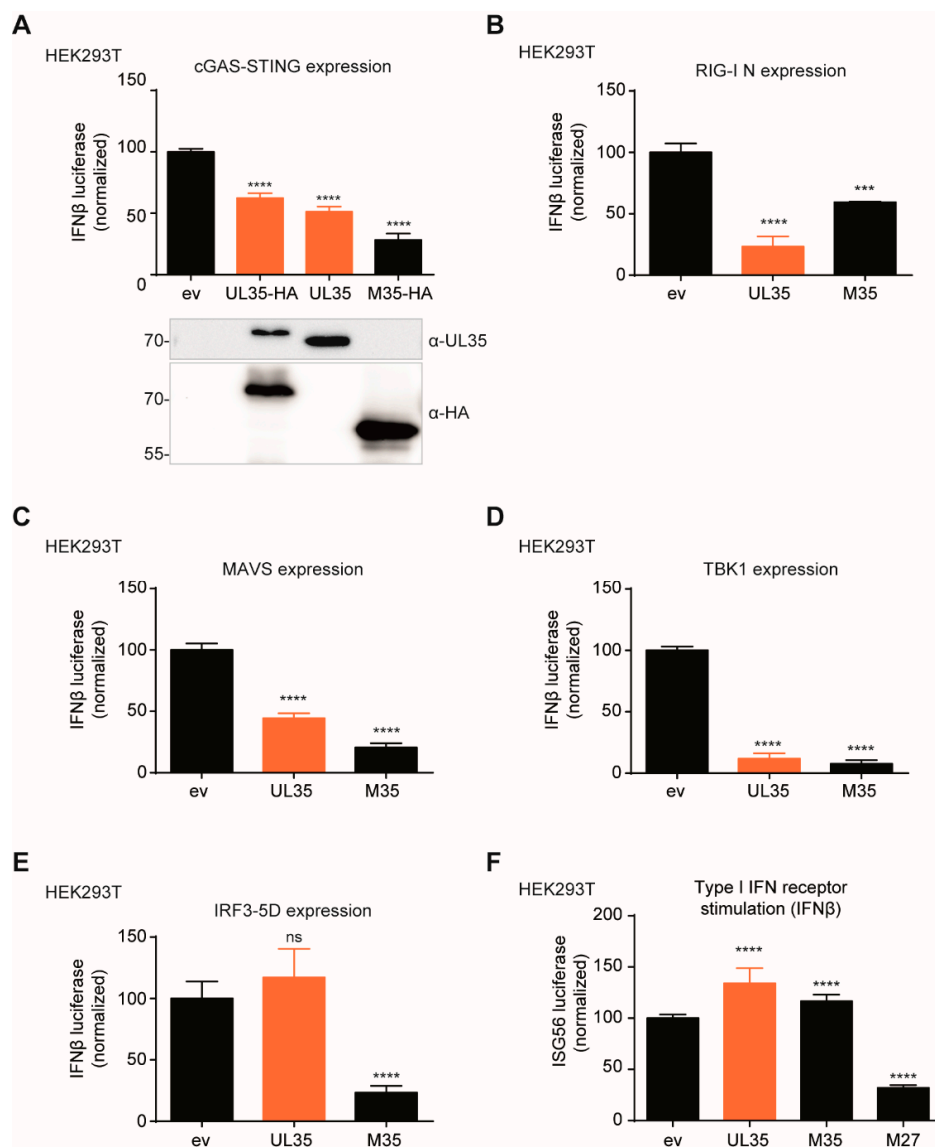 A
HEK293T
cGAS-STING expression
IFNβ luciferase
(normalized)
150
100
50
0
****
****
****
ev
UL35-HA
UL35
M35-HA
70-
α-UL35
70-
55-
α-HA
B
HEK293T
RIG-I N expression
IFNβ luciferase
(normalized)
150
100
50
0
****
***
ev
UL35
M35
C
HEK293T
MAVS expression
IFNβ luciferase
(normalized)
150
100
50
0
****
****
ev
UL35
M35
D
HEK293T
TBK1 expression
IFNβ luciferase
(normalized)
150
100
50
0
****
****
ev
UL35
M35
E
HEK293T
IRF3-5D expression
IFNβ luciferase
(normalized)
150
100
50
0
ns
****
ev
UL35
M35
F
HEK293T
Type I IFN receptor
stimulation (IFNβ)
ISG56 luciferase
(normalized)
200
150
100
50
0
****
****
****
ev
UL35
M35
M27